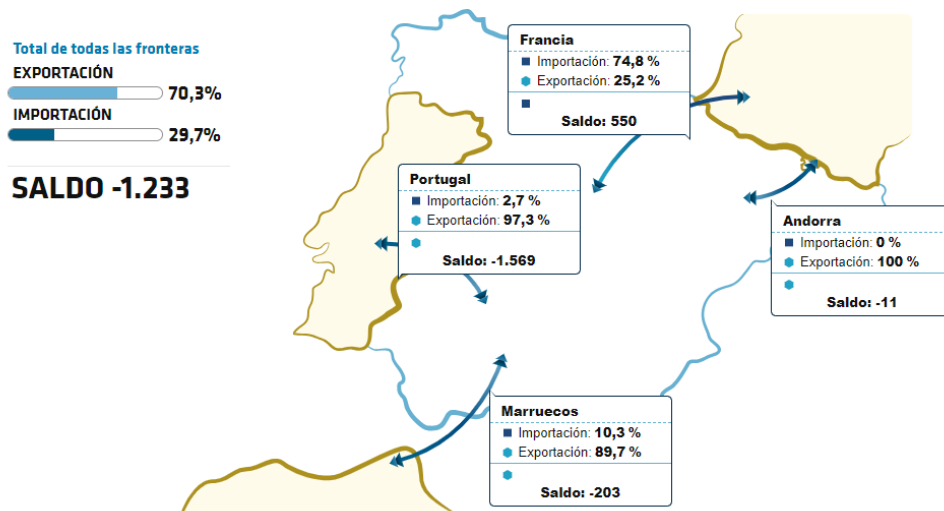 Total de todas las fronteras
EXPORTACIÓN
70,3%
IMPORTACIÓN
29,7%
SALDO -1.233
Francia
Importación: 74,8 %
Exportación: 25,2 %
Saldo: 550
Portugal
Importación: 2,7 %
Exportación: 97,3 %
Saldo: -1.569
Andorra
Importación: 0 %
Exportación: 100 %
Saldo: -11
Marruecos
Importación: 10,3 %
Exportación: 89,7 %
Saldo: -203